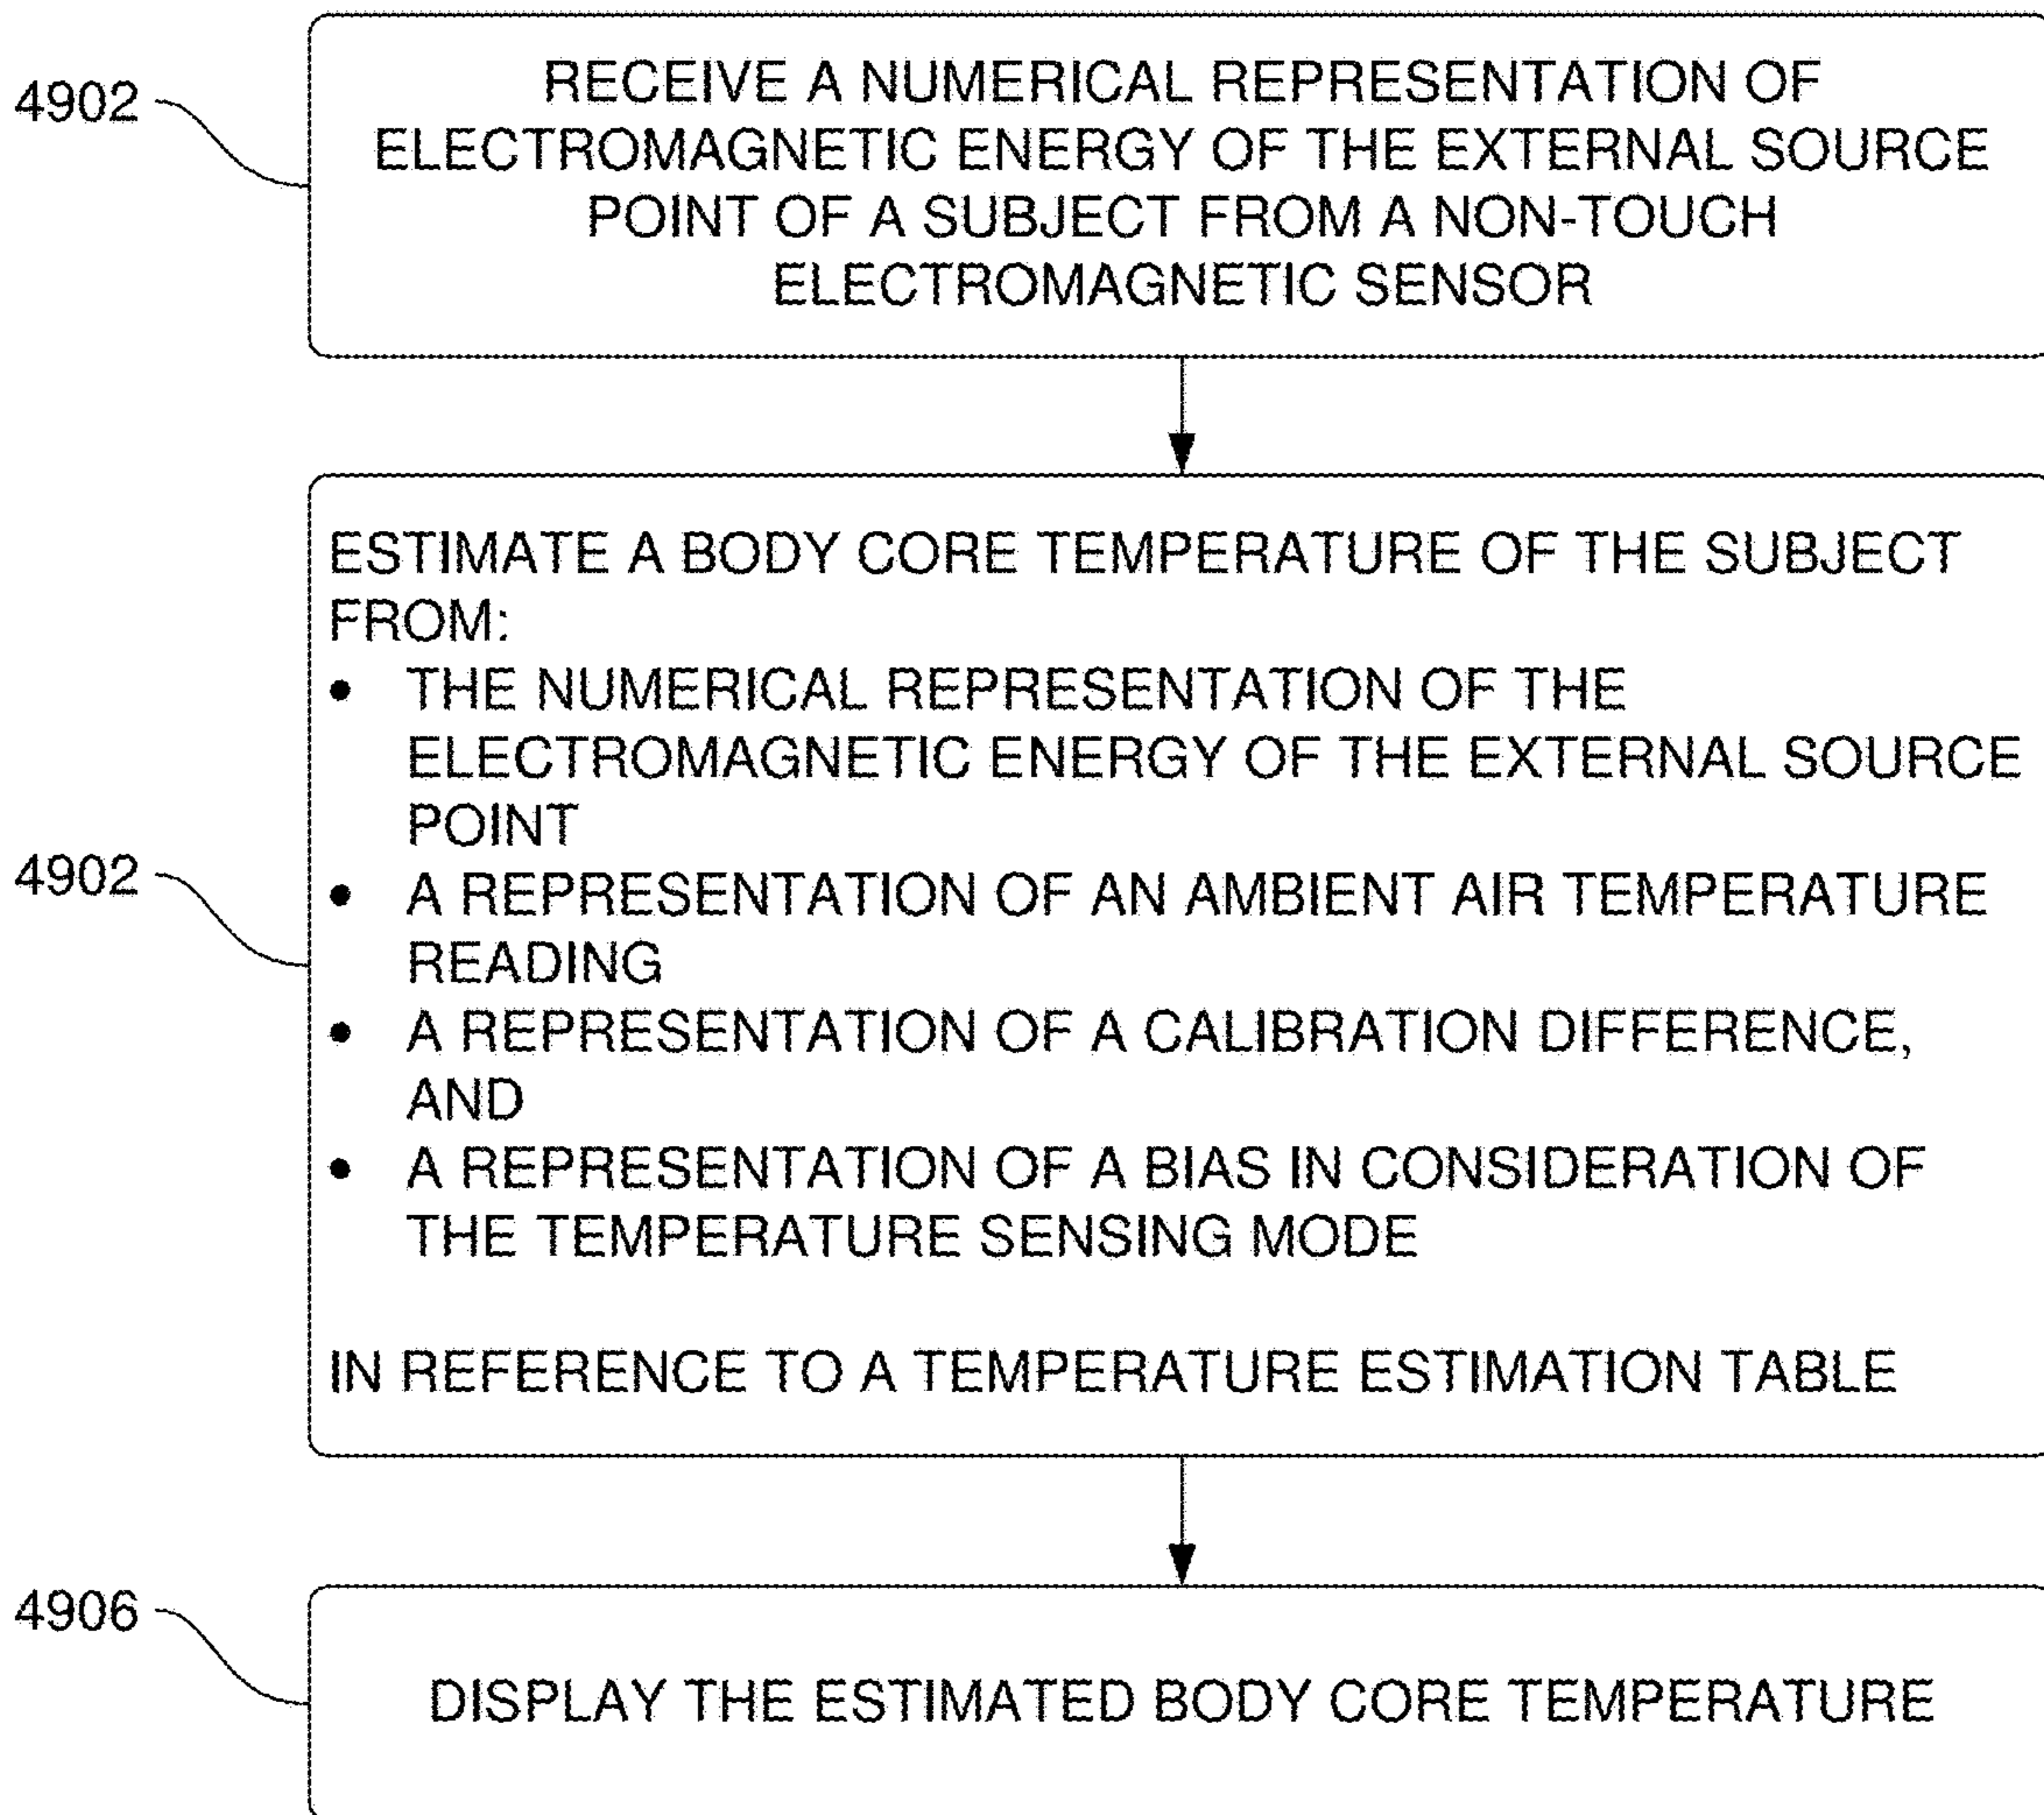 4902
RECEIVE A NUMERICAL REPRESENTATION OF
ELECTROMAGNETIC ENERGY OF THE EXTERNAL SOURCE
POINT OF A SUBJECT FROM A NON-TOUCH
ELECTROMAGNETIC SENSOR
4902
ESTIMATE A BODY CORE TEMPERATURE OF THE SUBJECT
FROM:
• THE NUMERICAL REPRESENTATION OF THE
ELECTROMAGNETIC ENERGY OF THE EXTERNAL SOURCE
POINT
• A REPRESENTATION OF AN AMBIENT AIR TEMPERATURE
READING
• A REPRESENTATION OF A CALIBRATION DIFFERENCE,
AND
• A REPRESENTATION OF A BIAS IN CONSIDERATION OF
THE TEMPERATURE SENSING MODE
IN REFERENCE TO A TEMPERATURE ESTIMATION TABLE
4906
DISPLAY THE ESTIMATED BODY CORE TEMPERATURE